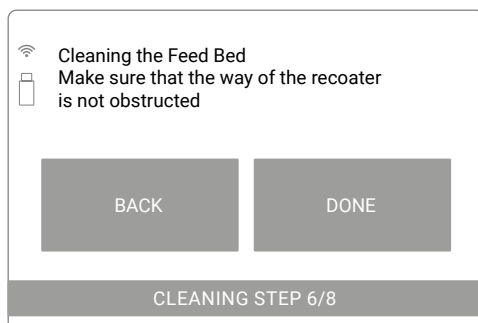 Cleaning the Feed Bed
Make sure that the way of the recoater
is not obstructed
BACK
DONE
CLEANING STEP 6/8